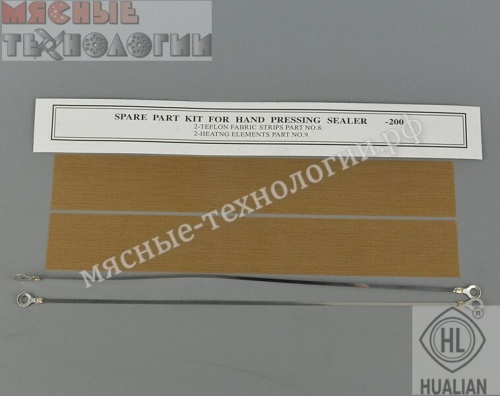 МЯСНЫЕ
ТЕХНОЛОГИИ
SPARE PART KIT FOR HAND PRESSING SEALER -200
2-TEFLON FABRIC STRIPS PART NO.8.
2-HEATNG ELEMENTS PART NO.9.
мясные-технологии.рф
HL ®
HUALIAN